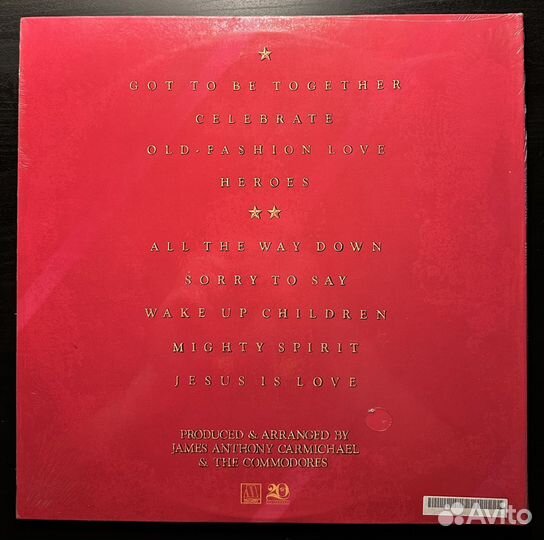 GOT TO BE TOGETHER
CELEBRATE
OLD-FASHION LOVE
HEROES
ALL THE WAY DOWN
SORRY TO SAY
WAKE UP CHILDREN
MIGHTY SPIRIT
JESUS IS LOVE
PRODUCED & ARRANGED BY
JAMES ANTHONY CARMICHAEL
& THE COMMODORES
M 20
Avito